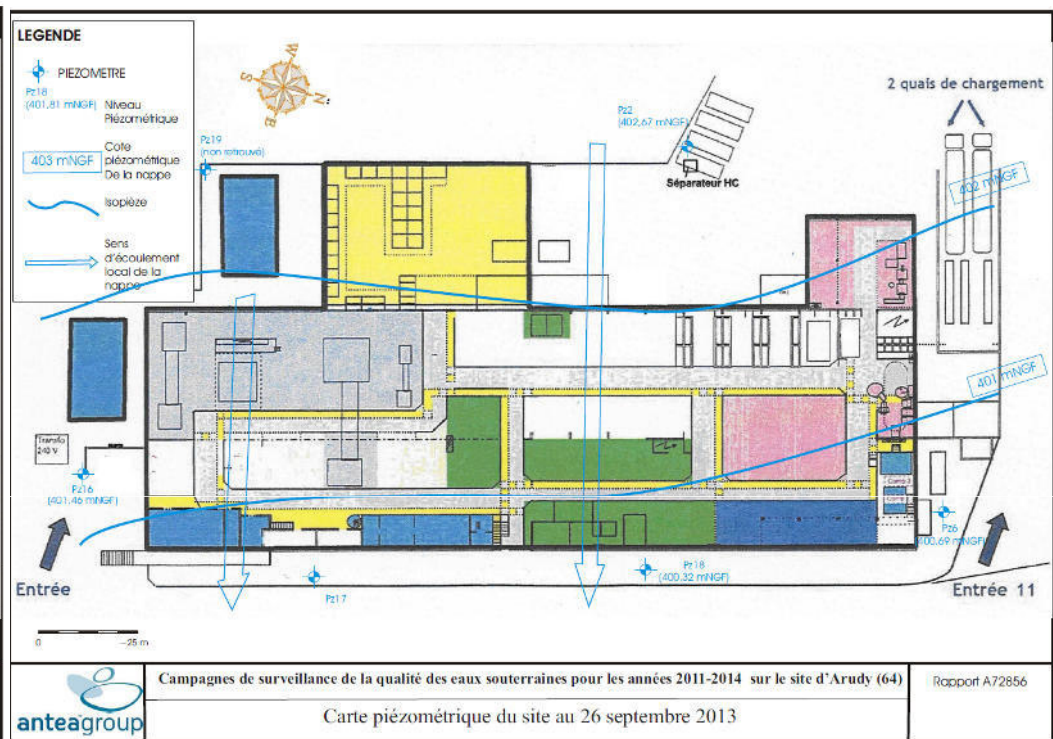 LEGENDE
PIEZOMETRE
Pz18
(401,81 mNGF)
Niveau
Piézométrique
403 mNGF
Cote
piézométrique
De la nappe
Isopièze
Sens
d'écoulement
local de la
nappe
W
S
N
E
Pz19
(non retrouvé)
Pz2
(402,67 mNGF)
Séparateur HC
2 quais de chargement
402 mNGF
401 mNGF
Transfo
240 V
Pz16
(401,46 mNGF)
Entrée
Pz17
Pz18
(400,32 mNGF)
Pz6
(400,69 mNGF)
Entrée 11
0
~25 m
anteagroup
Campagnes de surveillance de la qualité des eaux souterraines pour les années 2011-2014 sur le site d'Arudy (64)
Carte piézométrique du site au 26 septembre 2013
Rapport A72856